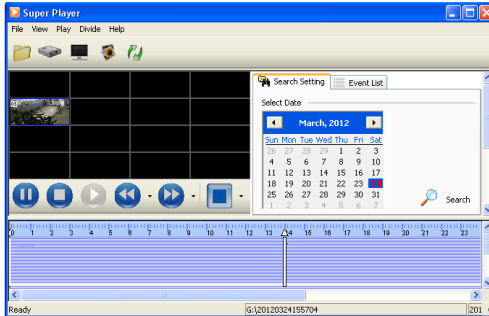 Super Player
File View Play Divide Help
Search Setting Event List
Select Date
March, 2012
Sun Mon Tue Wed Thu Fri Sat
26 27 28 29 1 2 3
4 5 6 7 8 9 10
11 12 13 14 15 16 17
18 19 20 21 22 23 24
25 26 27 28 29 30 31
1 2 3 4 5 6 7
Search
0 1 2 3 4 5 6 7 8 9 10 11 12 13 14 15 16 17 18 19 20 21 22 23
Ready G:\20120324155704 201